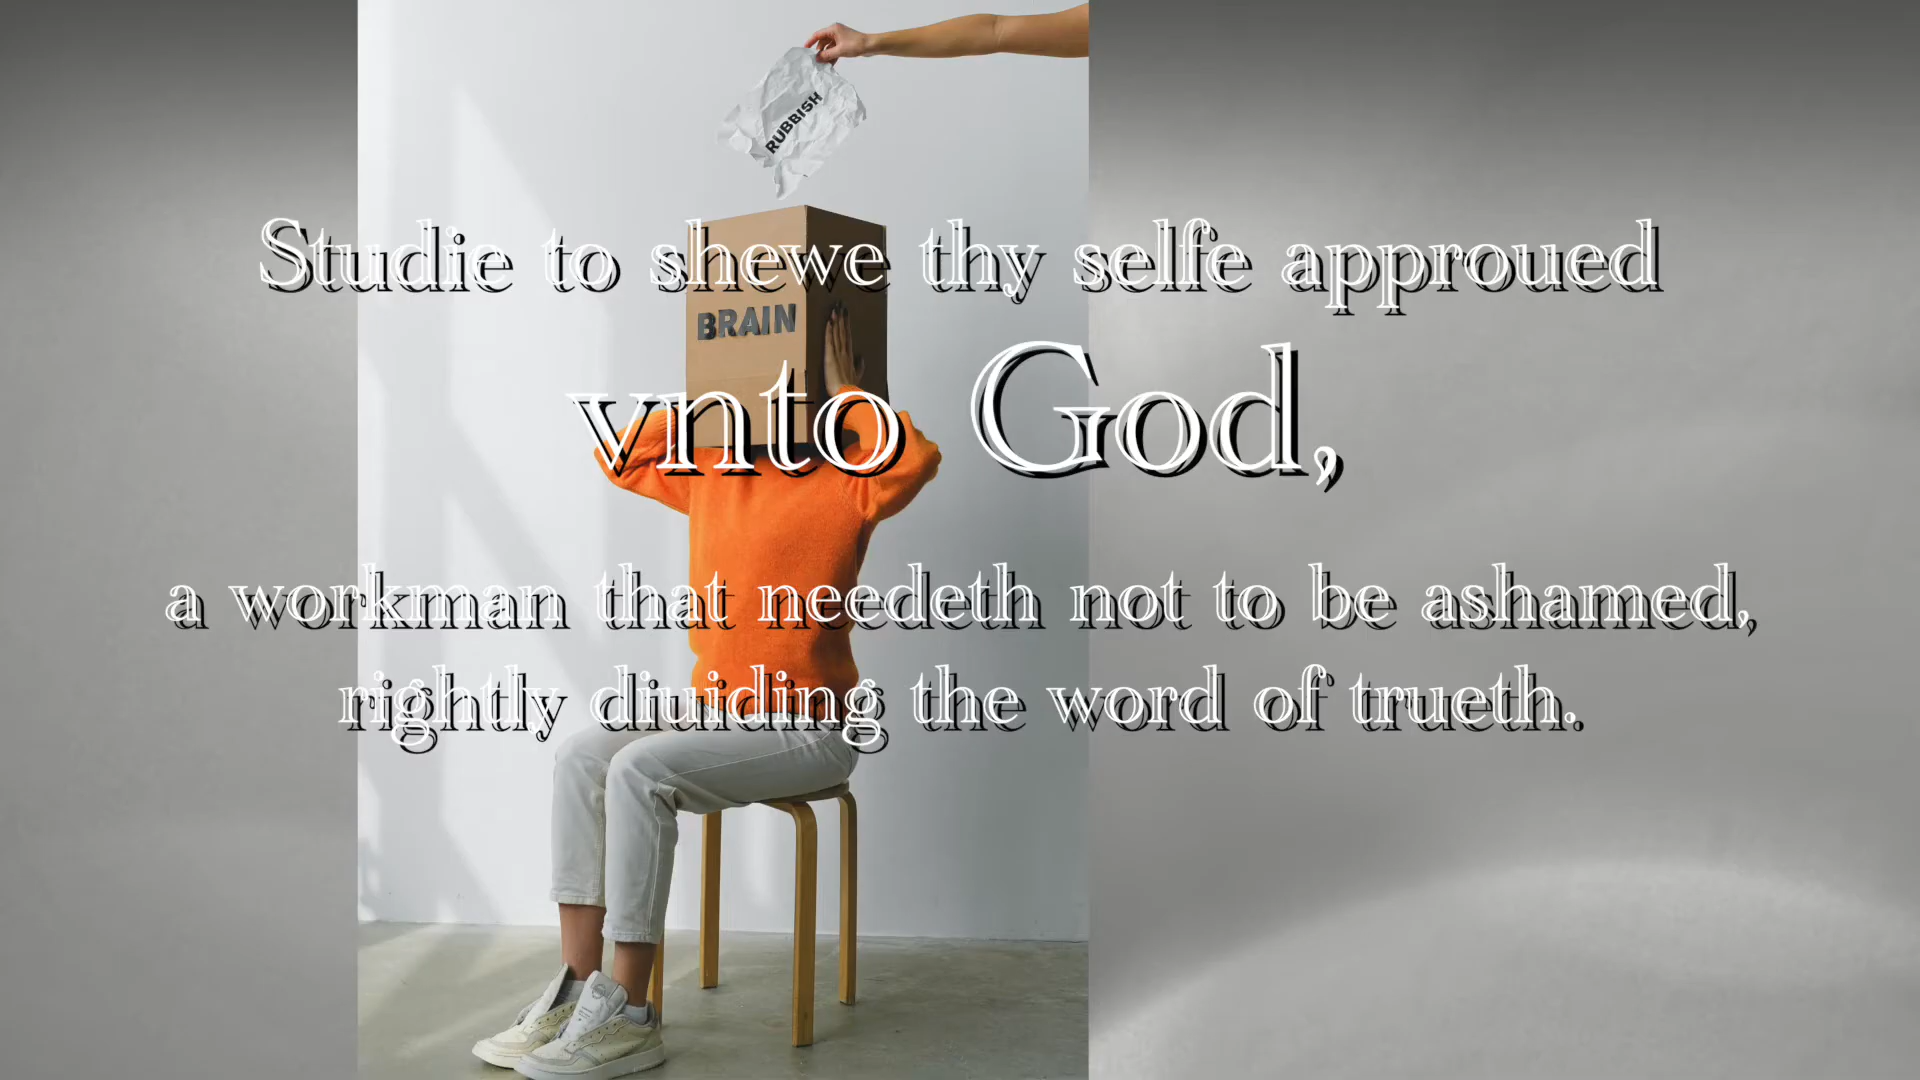 RUBBISH
Studie to shewe thy selfe approued
BRAIN
vnto God,
a workman that needeth not to be ashamed,
rightly diuiding the word of trueth.